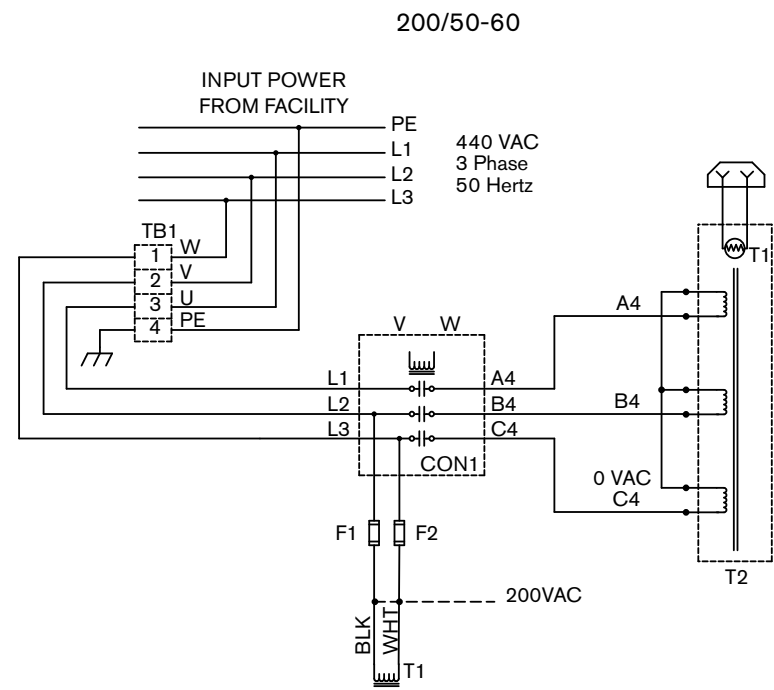 200/50-60
INPUT POWER
FROM FACILITY
PE
L1
L2
L3
440 VAC
3 Phase
50 Hertz
TB1
1 W
2 V
3 U
4 PE
T1
V W
A4
L1 A4
L2 B4
B4
L3 C4
CON1
0 VAC
C4
F1 F2
T2
200VAC
BLK
WHT
T1